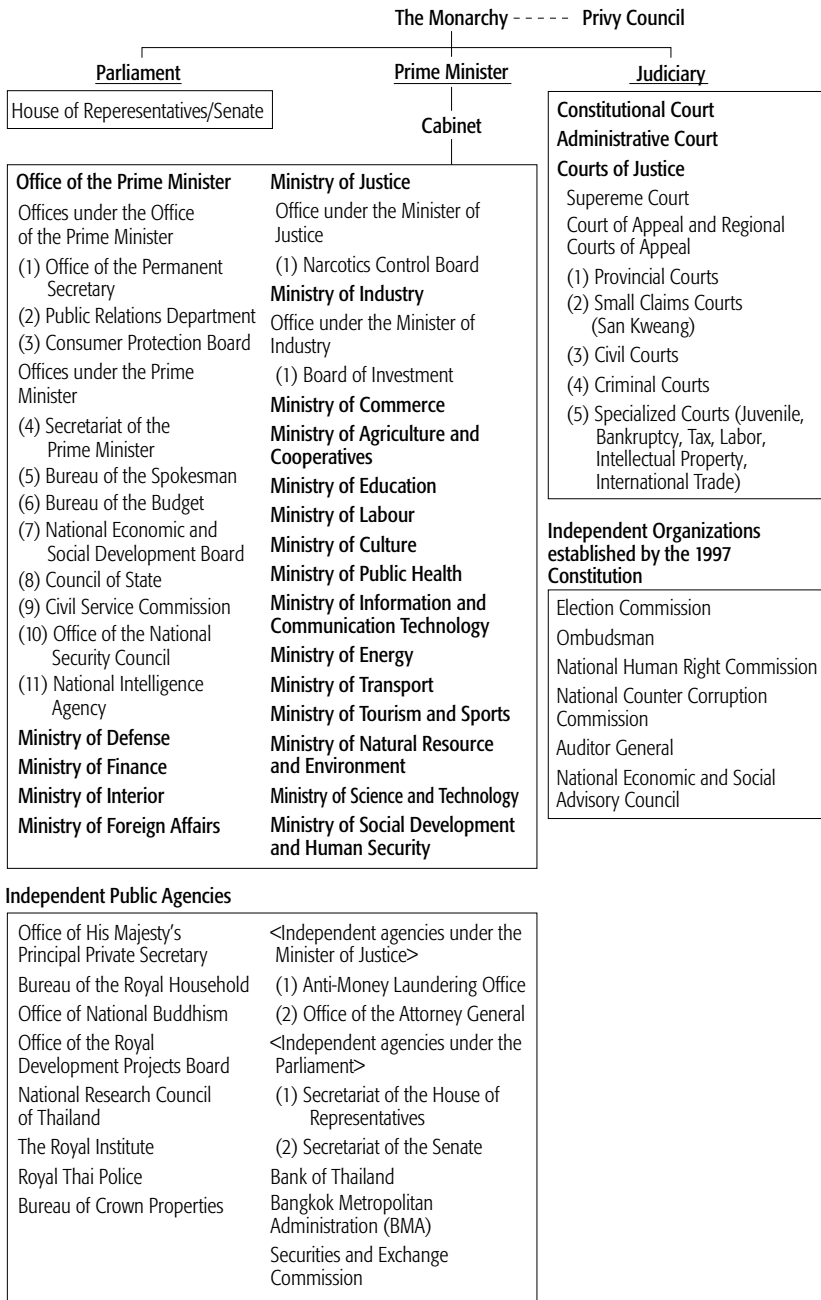 The Monarchy ----- Privy Council
Parliament
House of Reperesentatives/Senate
Prime Minister
Cabinet
Office of the Prime Minister
Offices under the Office
of the Prime Minister
(1) Office of the Permanent
Secretary
(2) Public Relations Department
(3) Consumer Protection Board
Offices under the Prime
Minister
(4) Secretariat of the
Prime Minister
(5) Bureau of the Spokesman
(6) Bureau of the Budget
(7) National Economic and
Social Development Board
(8) Council of State
(9) Civil Service Commission
(10) Office of the National
Security Council
(11) National Intelligence
Agency
Ministry of Defense
Ministry of Finance
Ministry of Interior
Ministry of Foreign Affairs
Ministry of Justice
Office under the Minister of
Justice
(1) Narcotics Control Board
Ministry of Industry
Office under the Minister of
Industry
(1) Board of Investment
Ministry of Commerce
Ministry of Agriculture and
Cooperatives
Ministry of Education
Ministry of Labour
Ministry of Culture
Ministry of Public Health
Ministry of Information and
Communication Technology
Ministry of Energy
Ministry of Transport
Ministry of Tourism and Sports
Ministry of Natural Resource
and Environment
Ministry of Science and Technology
Ministry of Social Development
and Human Security
Judiciary
Constitutional Court
Administrative Court
Courts of Justice
Supereme Court
Court of Appeal and Regional
Courts of Appeal
(1) Provincial Courts
(2) Small Claims Courts
(San Kweang)
(3) Civil Courts
(4) Criminal Courts
(5) Specialized Courts (Juvenile,
Bankruptcy, Tax, Labor,
Intellectual Property,
International Trade)
Independent Organizations
established by the 1997
Constitution
Election Commission
Ombudsman
National Human Right Commission
National Counter Corruption
Commission
Auditor General
National Economic and Social
Advisory Council
Independent Public Agencies
Office of His Majesty's
Principal Private Secretary
Bureau of the Royal Household
Office of National Buddhism
Office of the Royal
Development Projects Board
National Research Council
of Thailand
The Royal Institute
Royal Thai Police
Bureau of Crown Properties
<Independent agencies under the
Minister of Justice>
(1) Anti-Money Laundering Office
(2) Office of the Attorney General
<Independent agencies under the
Parliament>
(1) Secretariat of the House of
Representatives
(2) Secretariat of the Senate
Bank of Thailand
Bangkok Metropolitan
Administration (BMA)
Securities and Exchange
Commission